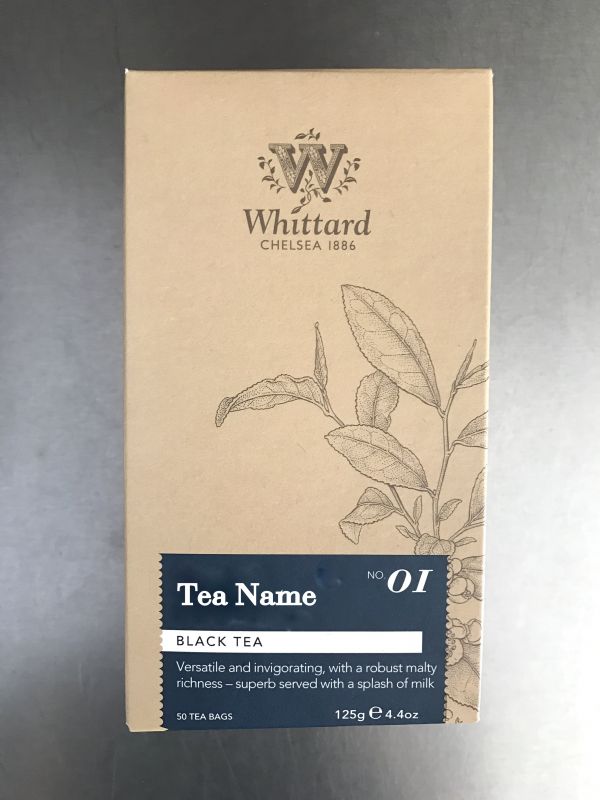 W
Whittard
CHELSEA 1886
NO. 01
Tea Name
BLACK TEA
Versatile and invigorating, with a robust malty
richness – superb served with a splash of milk
50 TEA BAGS 125g ℮ 4.4oz